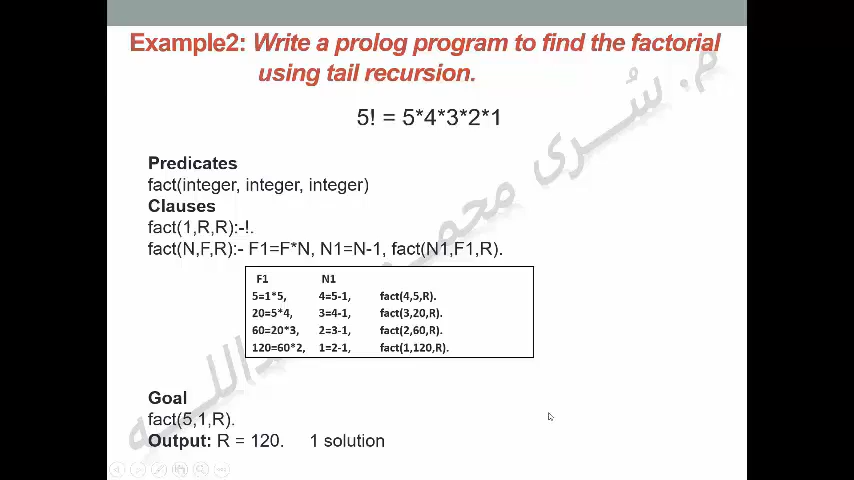 Example2: Write a prolog program to find the factorial
using tail recursion.
5! = 5*4*3*2*1
Predicates
fact(integer, integer, integer)
Clauses
fact(1,R,R):-!.
fact(N,F,R):- F1=F*N, N1=N-1, fact(N1,F1,R).
F1 N1
5=1*5, 4=5-1, fact(4,5,R).
20=5*4, 3=4-1, fact(3,20,R).
60=20*3, 2=3-1, fact(2,60,R).
120=60*2, 1=2-1, fact(1,120,R).
Goal
fact(5,1,R).
Output: R = 120. 1 solution
م. سُرى